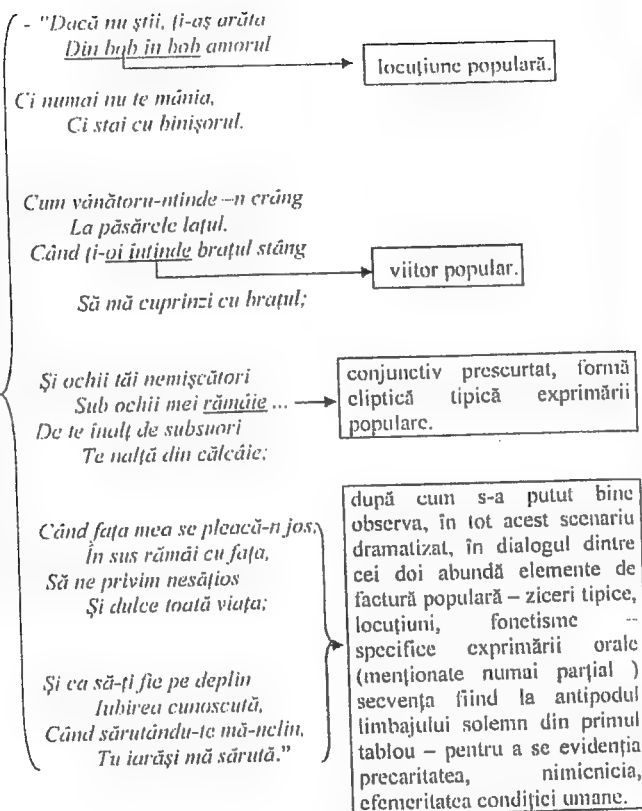 - "Dacă nu știi, ți-aș arăta
Din bob în bob amorul
locuțiune populară.
Ci numai nu te mânia,
Ci stai cu binișorul.
Cum vânătoru-ntinde –n crâng
La păsărele lațul.
Când ți-oi întinde brațul stâng
viitor popular.
Să mă cuprinzi cu brațul;
Și ochii tăi nemișcători
Sub ochii mei rămâie ...
De te înalț de subsuori
Te nalță din călcâie;
conjunctiv prescurtat, formă
eliptică tipică exprimării
populare.
Când fața mea se pleacă-n jos,
În sus rămâi cu fața,
Să ne privim nesățios
Și dulce toată viața;
Și ca să-ți fie pe deplin
Iubirea cunoscută,
Când sărutându-te mă-nclin,
Tu iarăși mă sărută."
după cum s-a putut bine
observa, în tot acest scenariu
dramatizat, în dialogul dintre
cei doi abundă elemente de
factură populară – ziceri tipice,
locuțiuni, fonetisme –
specifice exprimării orale
(menționate numai parțial )
secvența fiind la antipodul
limbajului solemn din primul
tablou – pentru a se evidenția
precaritatea, nimicnicia,
efemeritatea condiției umane.